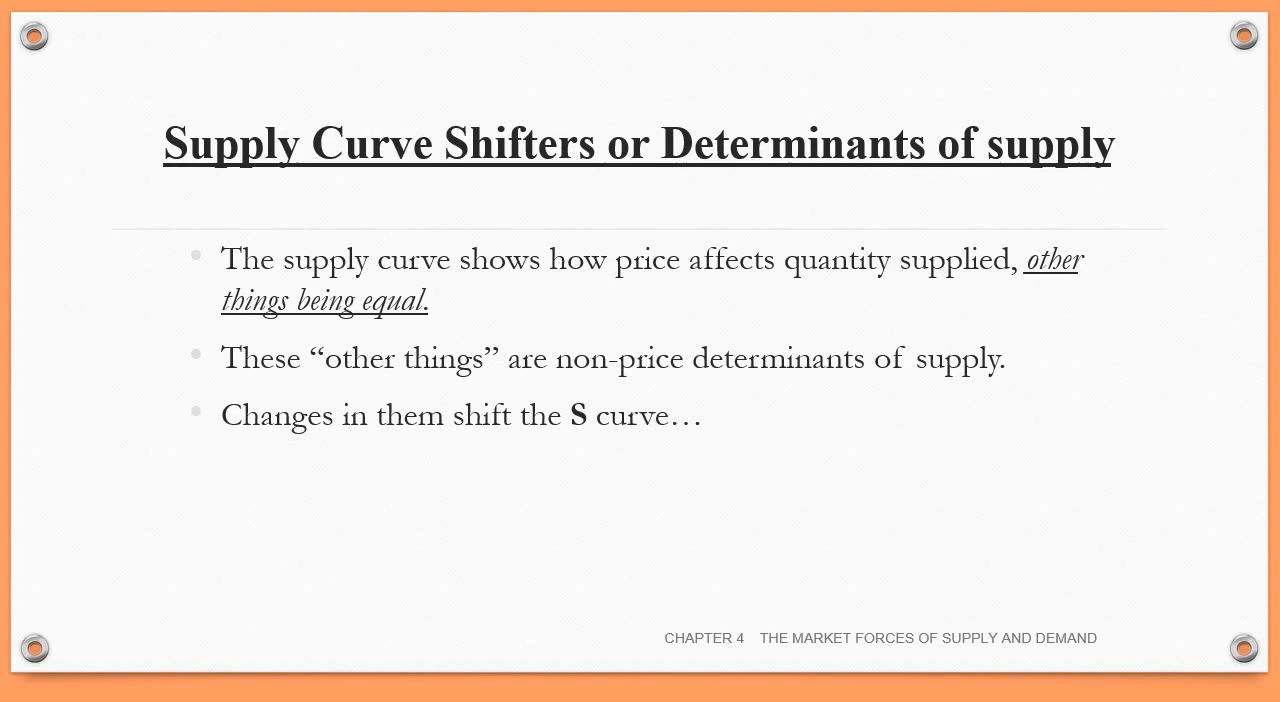 Supply Curve Shifters or Determinants of supply
• The supply curve shows how price affects quantity supplied, other
things being equal.
• These “other things” are non-price determinants of supply.
• Changes in them shift the S curve…
CHAPTER 4 THE MARKET FORCES OF SUPPLY AND DEMAND